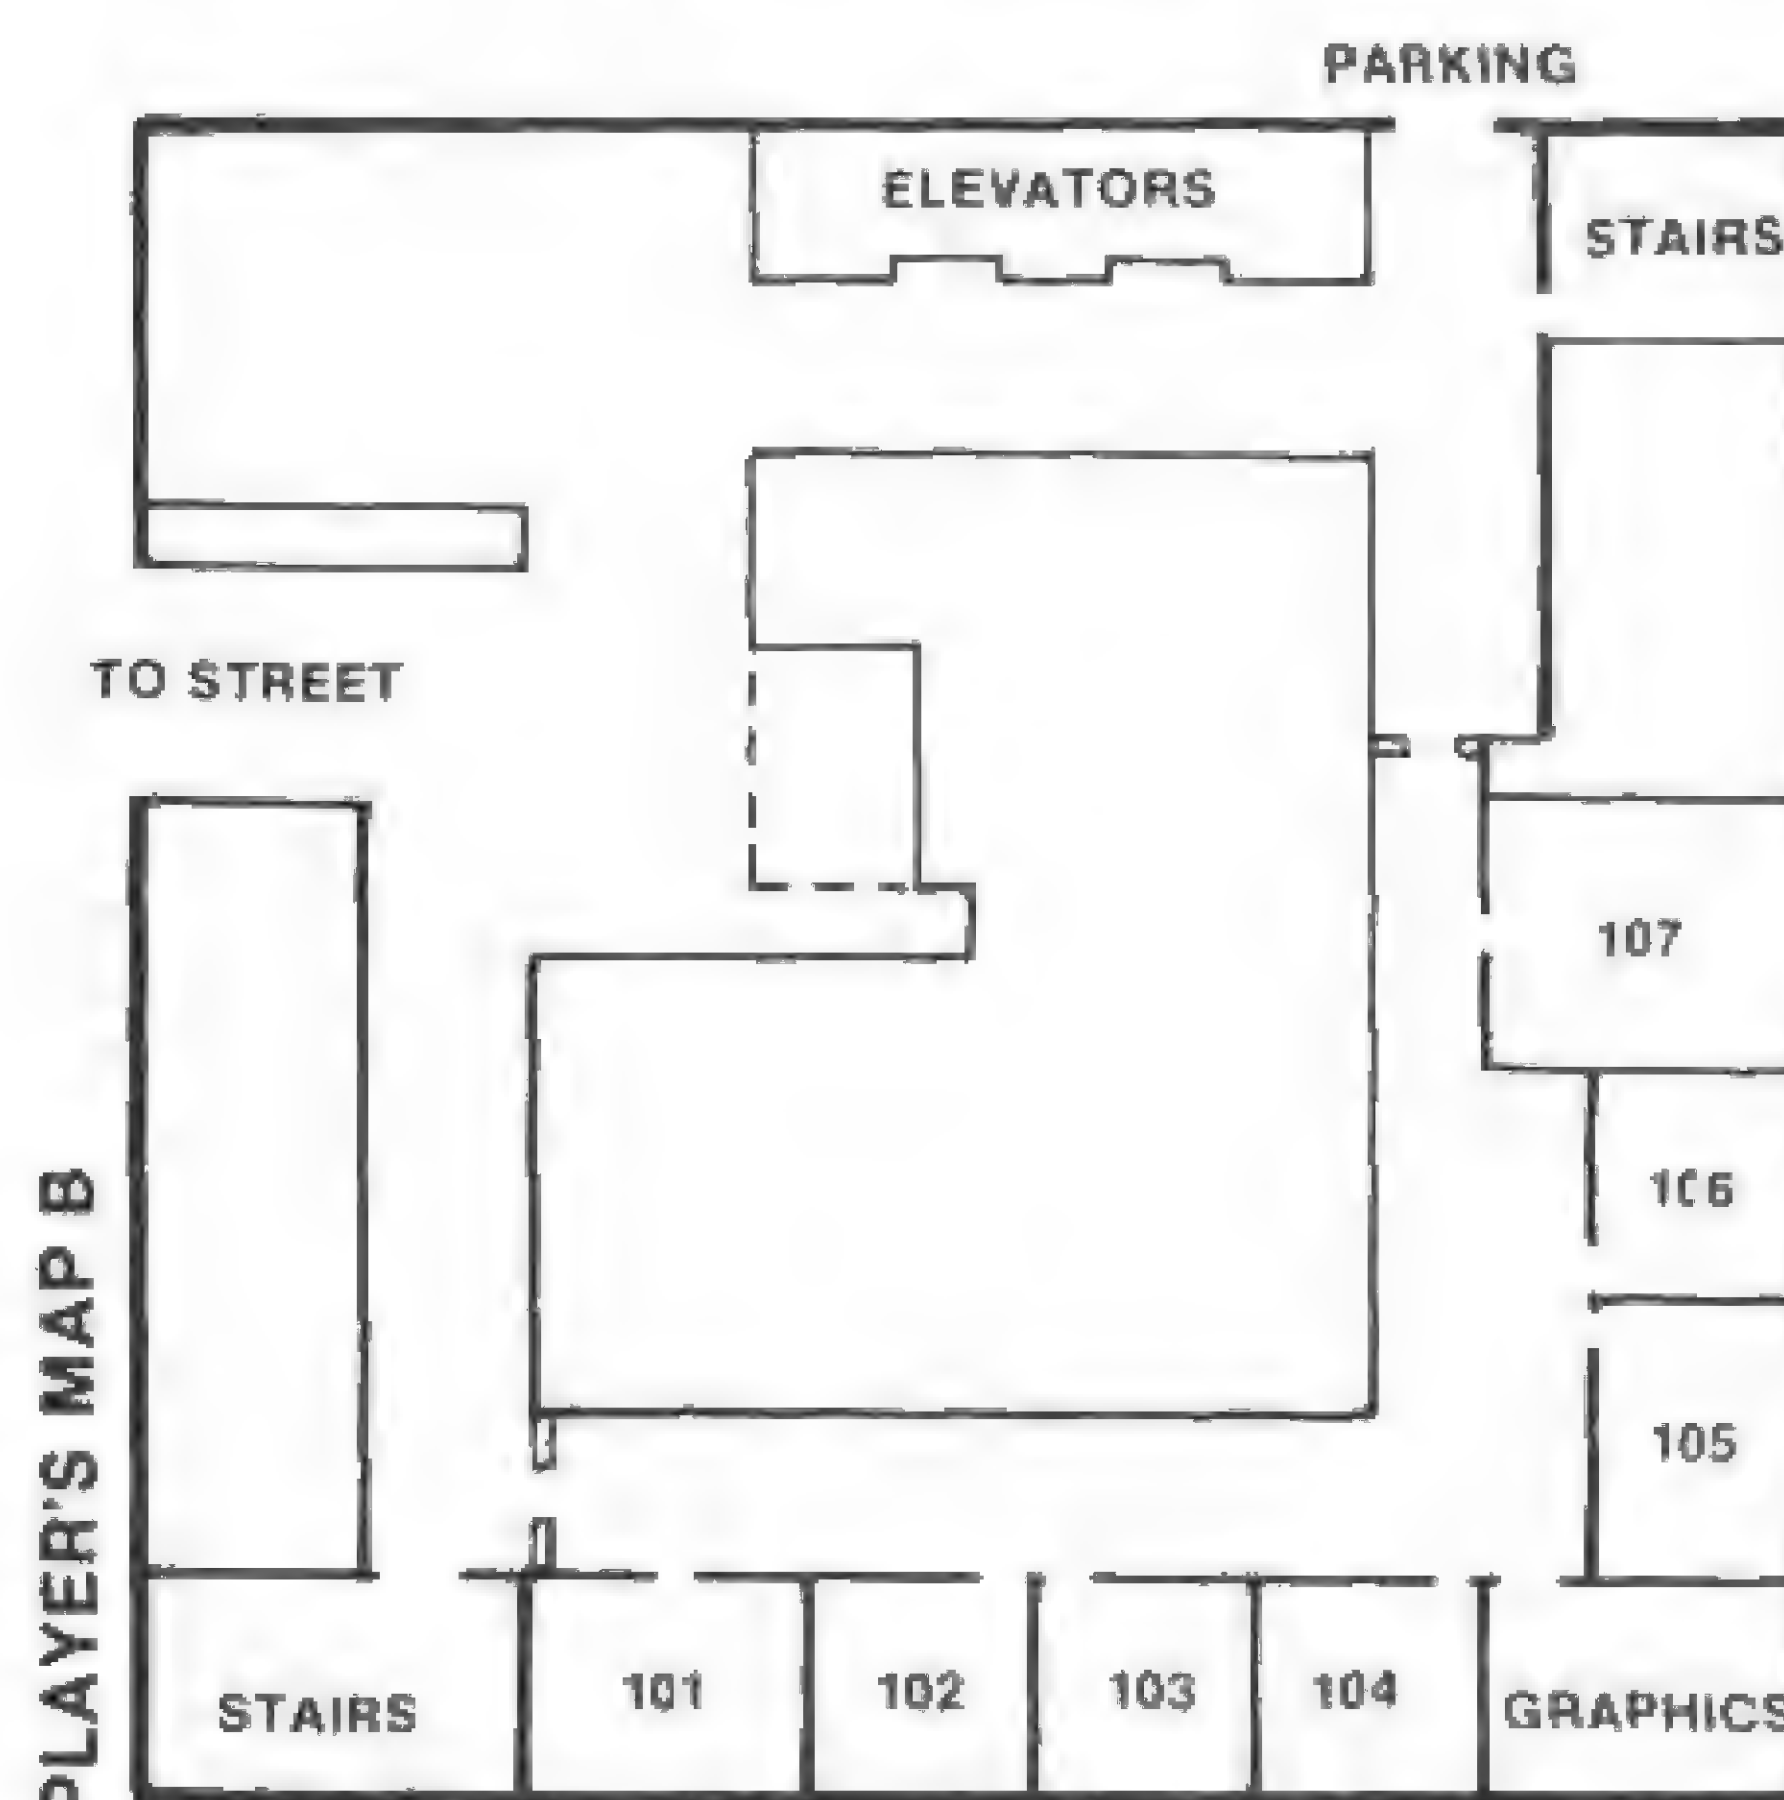 PARKING
ELEVATORS
STAIRS
TO STREET
107
106
105
101
102
103
104
STAIRS
GRAPHICS
PLAYER'S MAP B